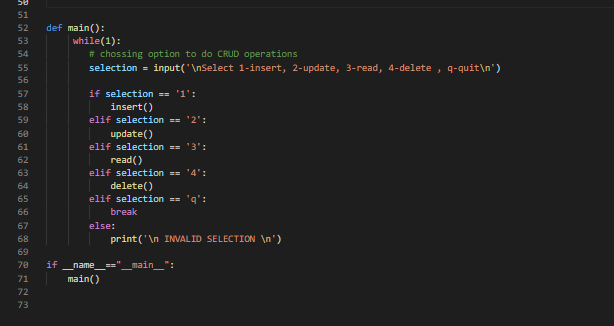 50
51
52 def main():
53 while(1):
54 # chossing option to do CRUD operations
55 selection = input('\nSelect 1-insert, 2-update, 3-read, 4-delete , q-quit\n')
56
57 if selection == '1':
58 insert()
59 elif selection == '2':
60 update()
61 elif selection == '3':
62 read()
63 elif selection == '4':
64 delete()
65 elif selection == 'q':
66 break
67 else:
68 print('\n INVALID SELECTION \n')
69
70 if __name__=="__main__":
71 main()
72
73